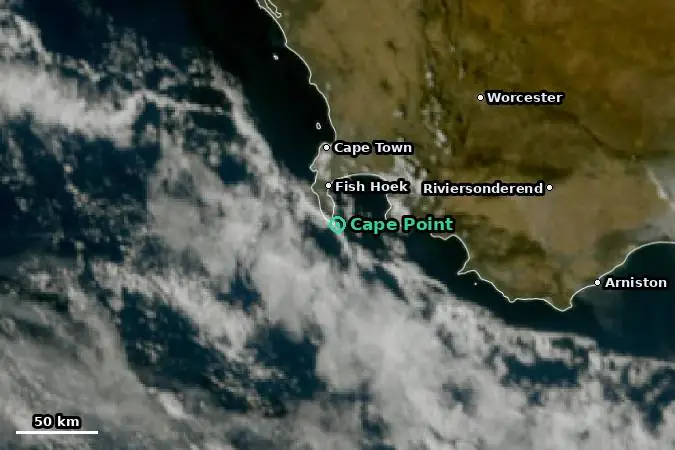 Worcester
Cape Town
Fish Hoek
Riviersonderend
Cape Point
Arniston
50 km